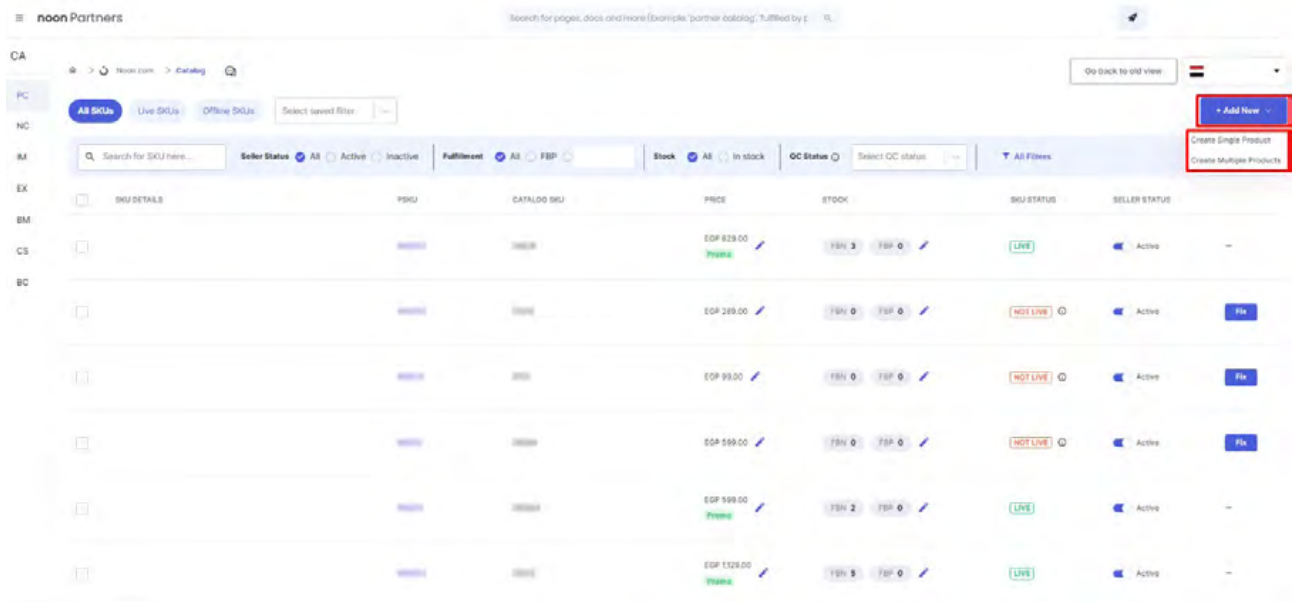 noon Partners
Search for pages, docs and more (Example: 'partner catalog', 'fulfilled by p
CA
Noon.com > Catalog
Go back to old view
PC
All SKUs Live SKUs Offline SKUs Select saved filter
+ Add New
NC
IM
Search for SKU here... Seller Status All Active Inactive Fulfillment All FBP Stock All In stock QC Status Select QC status All Filters
Create Single Product
Create Multiple Products
EX
SKU DETAILS PSKU CATALOG SKU PRICE STOCK SKU STATUS SELLER STATUS
BM
CS
EGP 629.00 FBN 3 FBP 0 LIVE Active –
Promo
BC
EGP 289.00 FBN 0 FBP 0 NOT LIVE Active Fix
EGP 99.00 FBN 0 FBP 0 NOT LIVE Active Fix
EGP 599.00 FBN 0 FBP 0 NOT LIVE Active Fix
EGP 599.00 FBN 2 FBP 0 LIVE Active –
Promo
EGP 1329.00 FBN 5 FBP 0 LIVE Active –
Promo